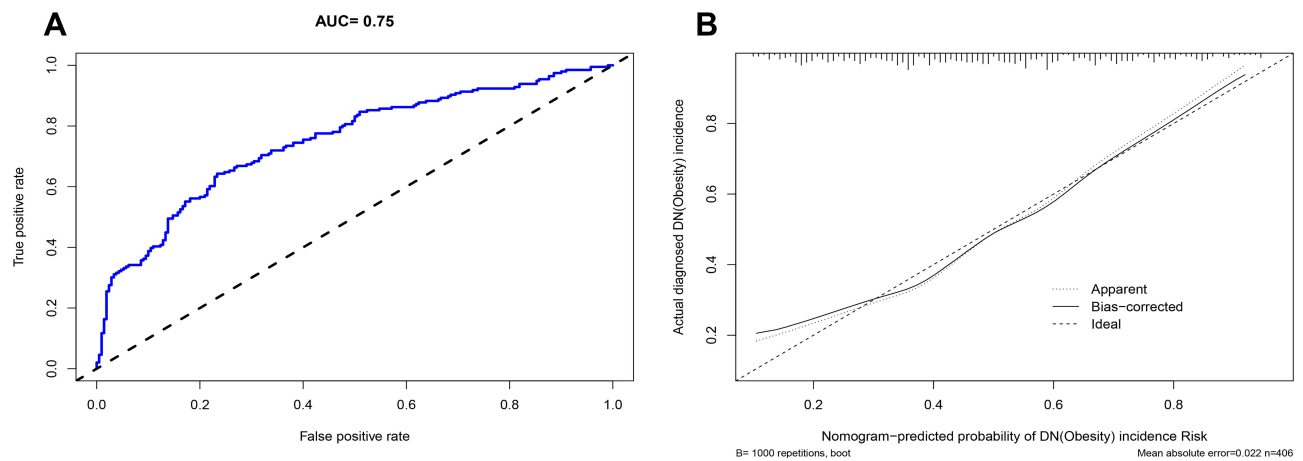 A
AUC= 0.75
True positive rate
1.0
0.8
0.6
0.4
0.2
0.0
0.0 0.2 0.4 0.6 0.8 1.0
False positive rate
B
Actual diagnosed DN(Obesity) incidence
0.8
0.6
0.4
0.2
Apparent
Bias−corrected
Ideal
0.2 0.4 0.6 0.8
Nomogram−predicted probability of DN(Obesity) incidence Risk
B= 1000 repetitions, boot
Mean absolute error=0.022 n=406